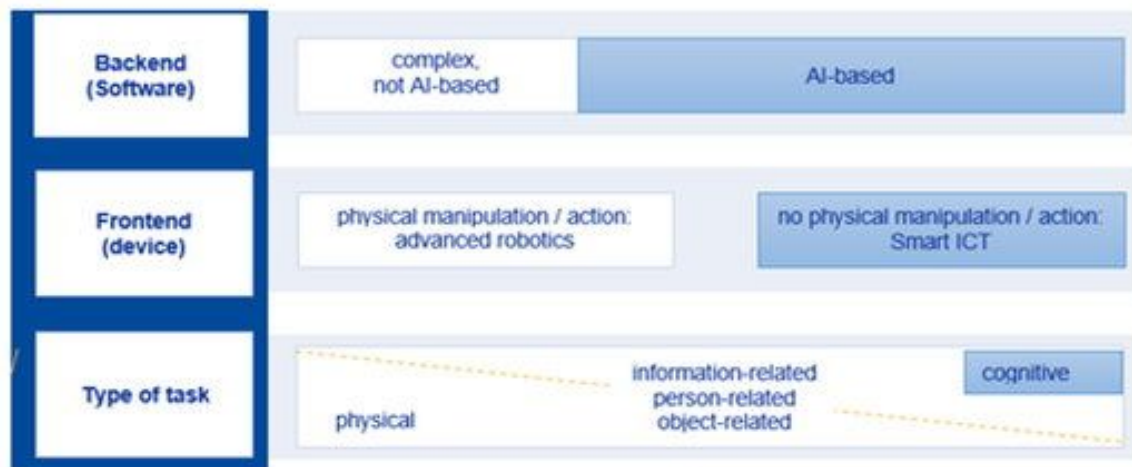 Backend
(Software)
complex,
not AI-based
AI-based
Frontend
(device)
physical manipulation / action:
advanced robotics
no physical manipulation / action:
Smart ICT
Type of task
physical
information-related
person-related
object-related
cognitive